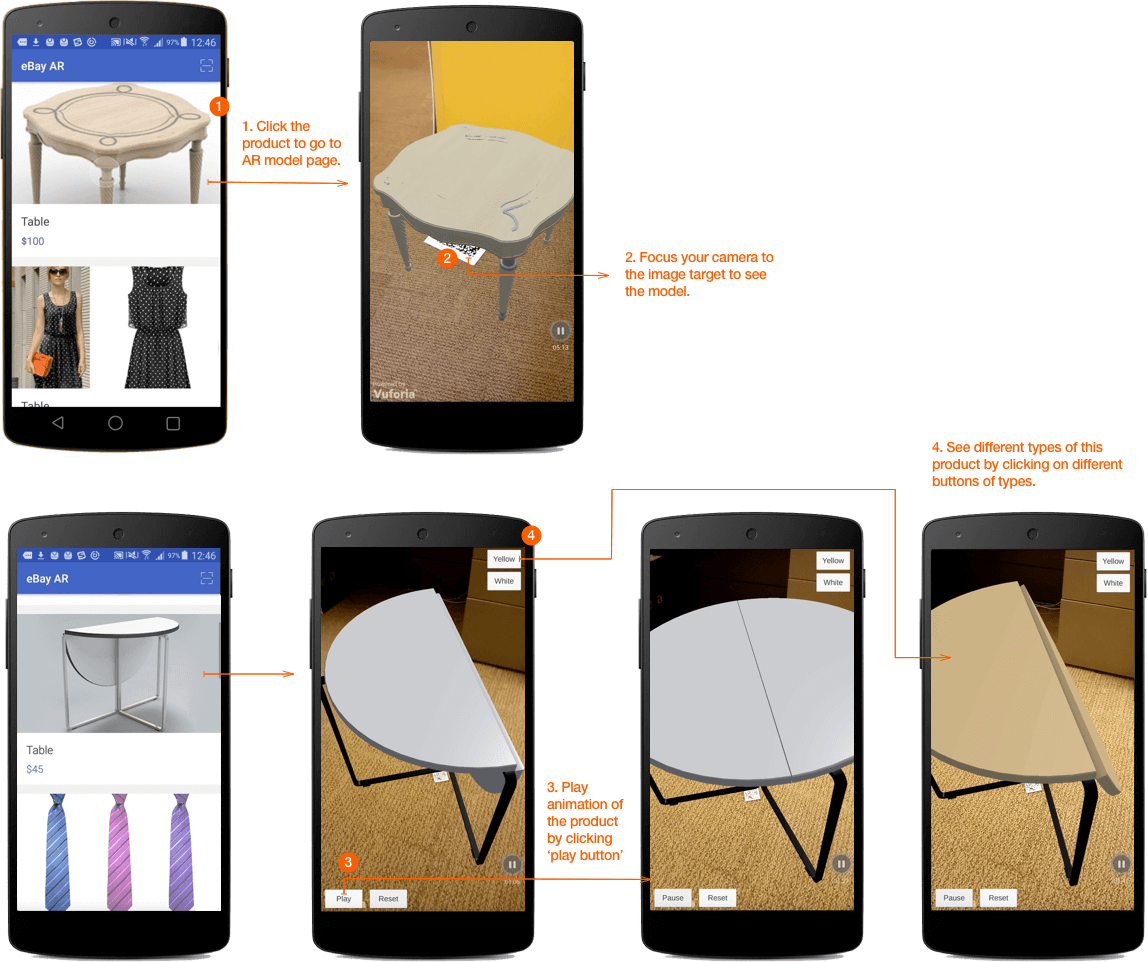 97% 12:46
eBay AR
1
1. Click the
product to go to
AR model page.
Table
$100
2
2. Focus your camera to
the image target to see
the model.
05:13
Powered by
Vuforia
Table
4. See different types of this
product by clicking on different
buttons of types.
97% 12:46
eBay AR
4
Yellow
White
Yellow
White
Yellow
White
Table
$45
3. Play
animation of
the product
by clicking
‘play button’
3
Play Reset
Pause Reset
Pause Reset